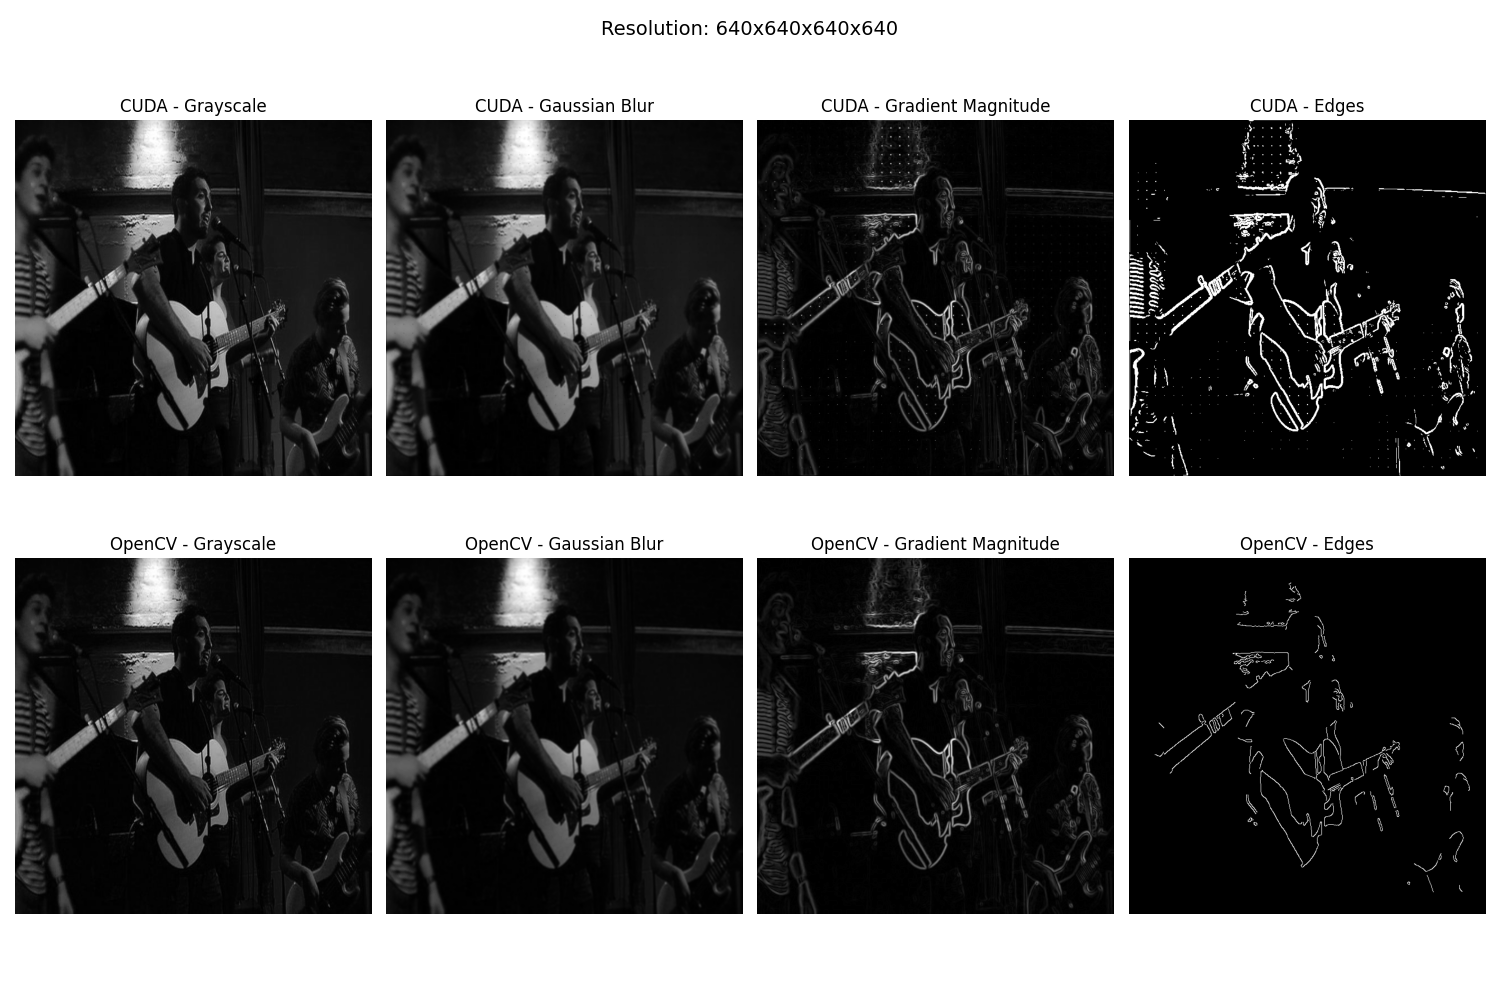 Resolution: 640x640x640x640
CUDA - Grayscale
CUDA - Gaussian Blur
CUDA - Gradient Magnitude
CUDA - Edges
OpenCV - Grayscale
OpenCV - Gaussian Blur
OpenCV - Gradient Magnitude
OpenCV - Edges